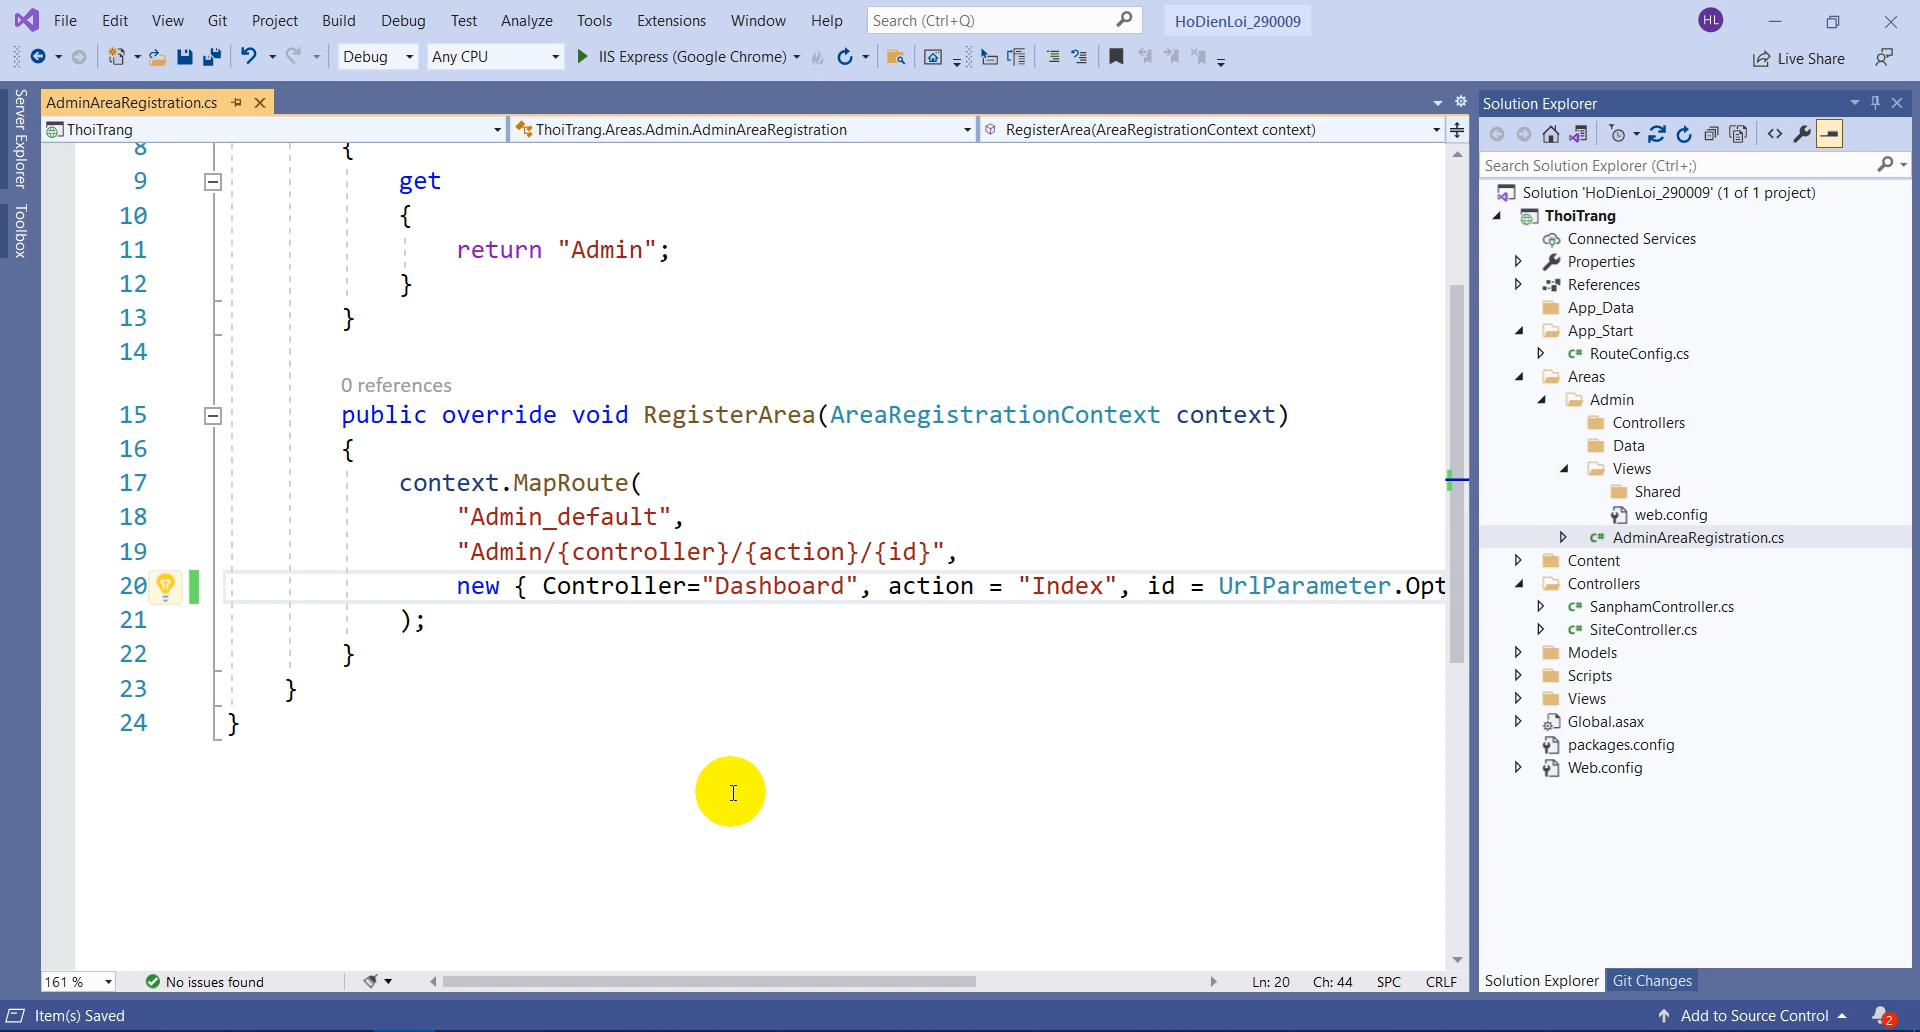 File Edit View Git Project Build Debug Test Analyze Tools Extensions Window Help Search (Ctrl+Q) HoDienLoi_290009 HL
Debug Any CPU IIS Express (Google Chrome) Live Share
Server Explorer
Toolbox
AdminAreaRegistration.cs
ThoiTrang ThoiTrang.Areas.Admin.AdminAreaRegistration RegisterArea(AreaRegistrationContext context)
8 {
9 get
10 {
11 return "Admin";
12 }
13 }
14
0 references
15 public override void RegisterArea(AreaRegistrationContext context)
16 {
17 context.MapRoute(
18 "Admin_default",
19 "Admin/{controller}/{action}/{id}",
20 new { Controller="Dashboard", action = "Index", id = UrlParameter.Opt
21 );
22 }
23 }
24 }
161 % No issues found Ln: 20 Ch: 44 SPC CRLF
Solution Explorer
Search Solution Explorer (Ctrl+;)
Solution 'HoDienLoi_290009' (1 of 1 project)
ThoiTrang
Connected Services
Properties
References
App_Data
App_Start
C# RouteConfig.cs
Areas
Admin
Controllers
Data
Views
Shared
web.config
C# AdminAreaRegistration.cs
Content
Controllers
C# SanphamController.cs
C# SiteController.cs
Models
Scripts
Views
Global.asax
packages.config
Web.config
Solution Explorer Git Changes
Item(s) Saved Add to Source Control 2